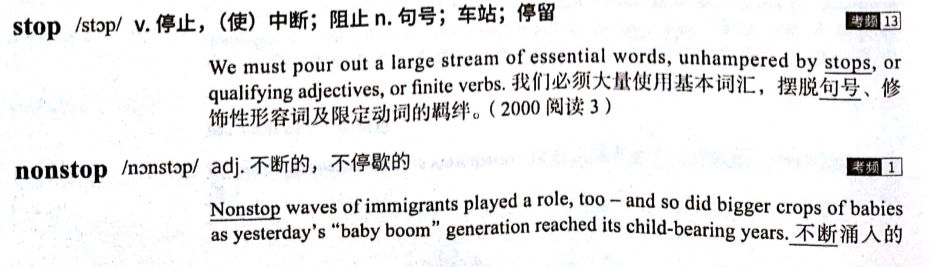 stop /stɔp/ v. 停止，（使）中断；阻止 n. 句号；车站；停留 考频 13
We must pour out a large stream of essential words, unhampered by stops, or
qualifying adjectives, or finite verbs. 我们必须大量使用基本词汇，摆脱句号、修
饰性形容词及限定动词的羁绊。（2000 阅读 3）
nonstop /nɔnstɔp/ adj. 不断的，不停歇的 考频 1
Nonstop waves of immigrants played a role, too – and so did bigger crops of babies
as yesterday's “baby boom” generation reached its child-bearing years. 不断涌入的